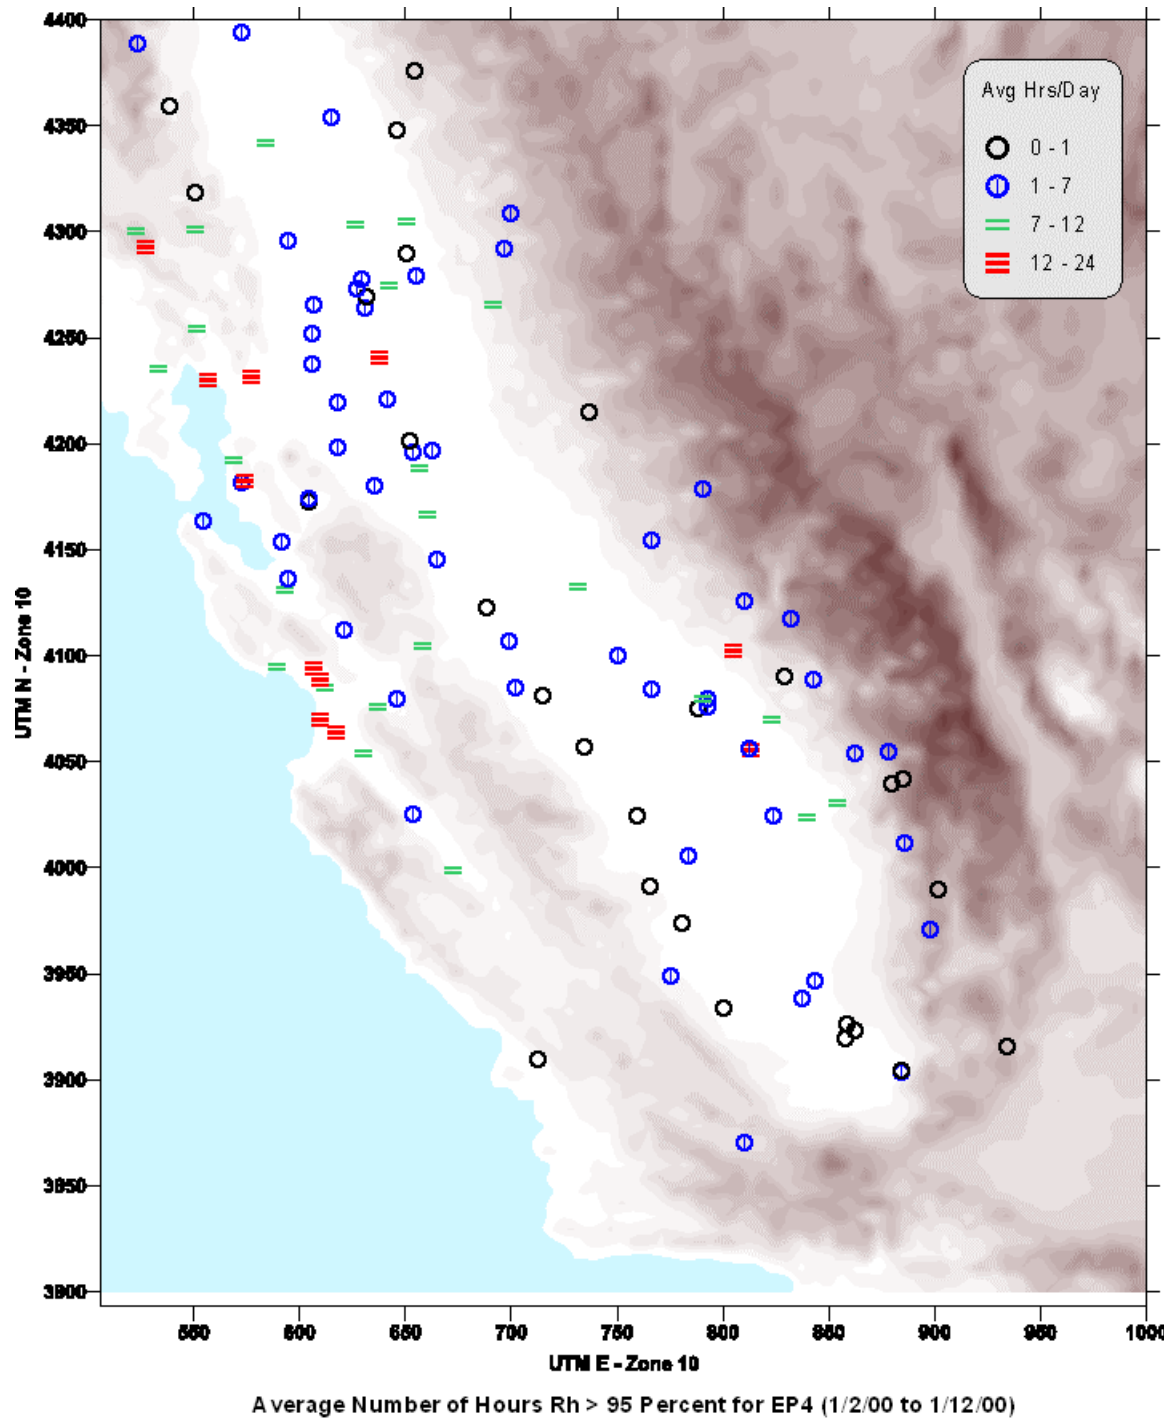 4400
4350
4300
4250
4200
4150
4100
4050
4000
3950
3900
3850
3800
UTM N - Zone 10
Avg Hrs/Day
0 - 1
1 - 7
7 - 12
12 - 24
550 600 650 700 750 800 850 900 950 1000
UTM E - Zone 10
Average Number of Hours Rh > 95 Percent for EP4 (1/2/00 to 1/12/00)